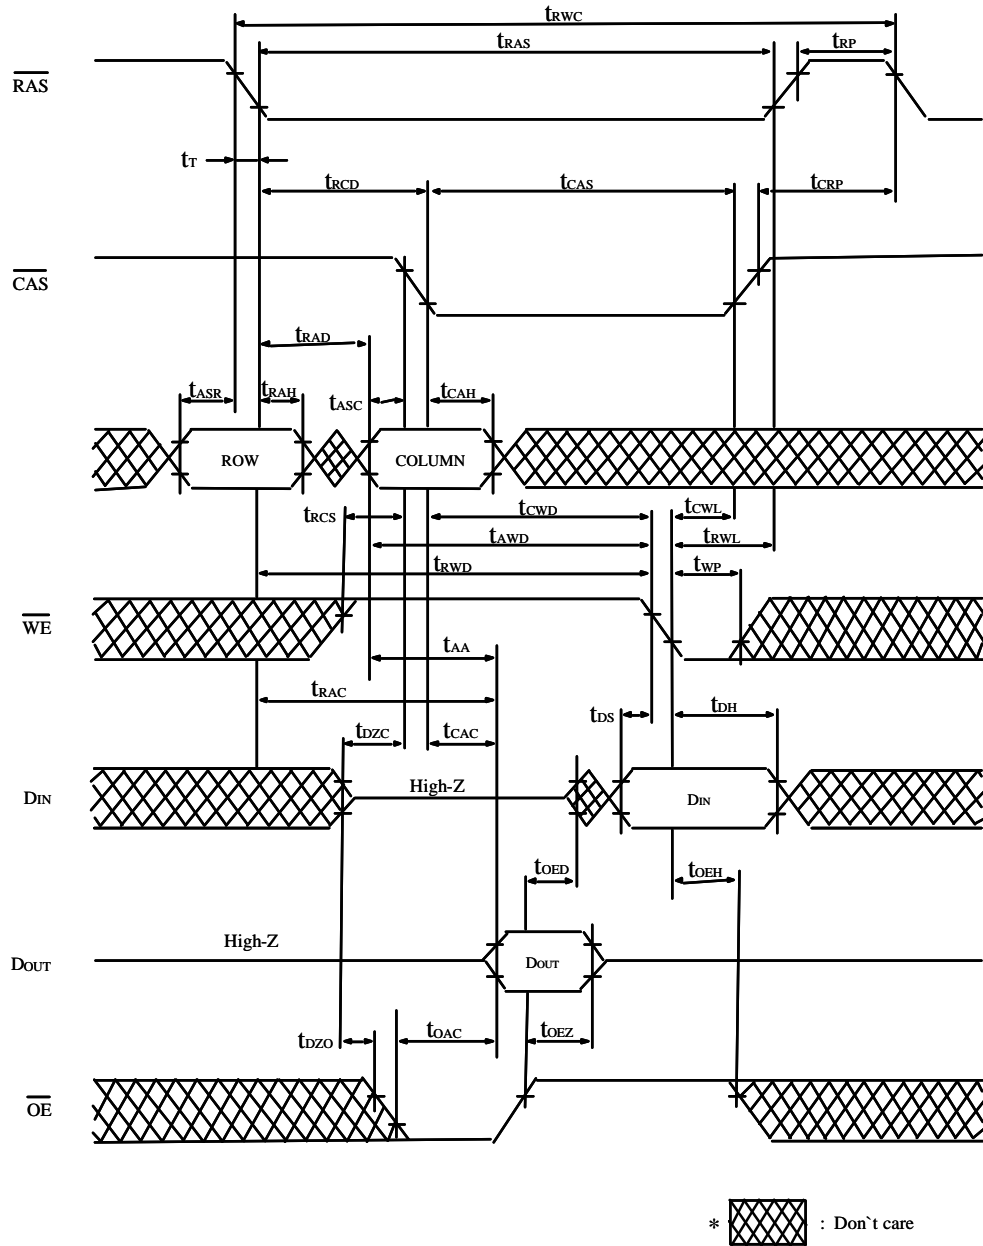 tRWC
tRAS
tRP
RAS
tT
tRCD
tCAS
tCRP
CAS
tRAD
tASR
tRAH
tASC
tCAH
ROW
COLUMN
tRCS
tCWD
tCWL
tAWD
tRWL
tRWD
tWP
WE
tAA
tRAC
tDS
tDH
tDZC
tCAC
High-Z
DIN
DIN
tOED
tOEH
High-Z
DOUT
DOUT
tDZO
tOAC
tOEZ
OE
* : Don`t care